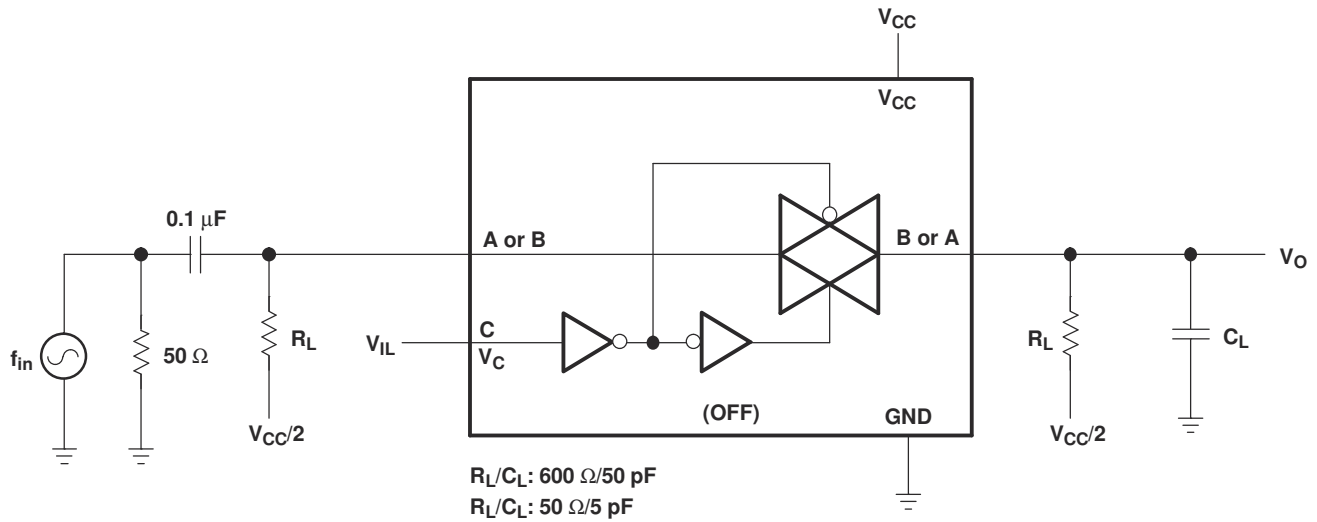 VCC
VCC
0.1 μF
A or B
B or A
VO
fin
50 Ω
RL
VCC/2
VIL
C
VC
(OFF)
GND
RL
CL
VCC/2
RL/CL: 600 Ω/50 pF
RL/CL: 50 Ω/5 pF